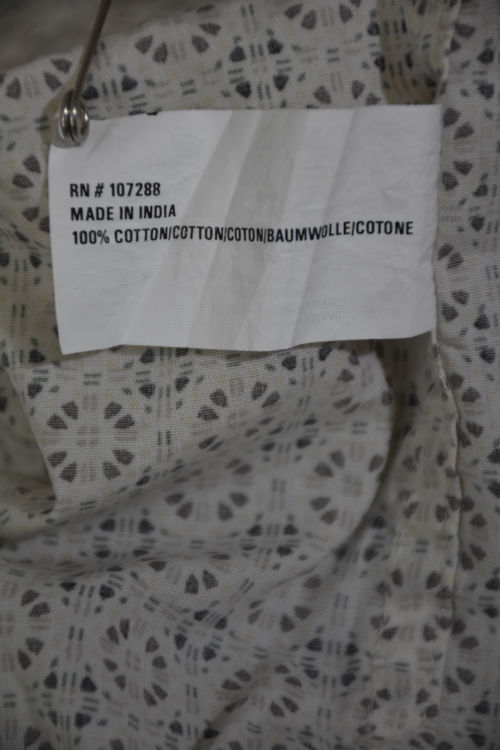 RN # 107288
MADE IN INDIA
100% COTTON/COTTON/COTON/BAUMWOLLE/COTONE